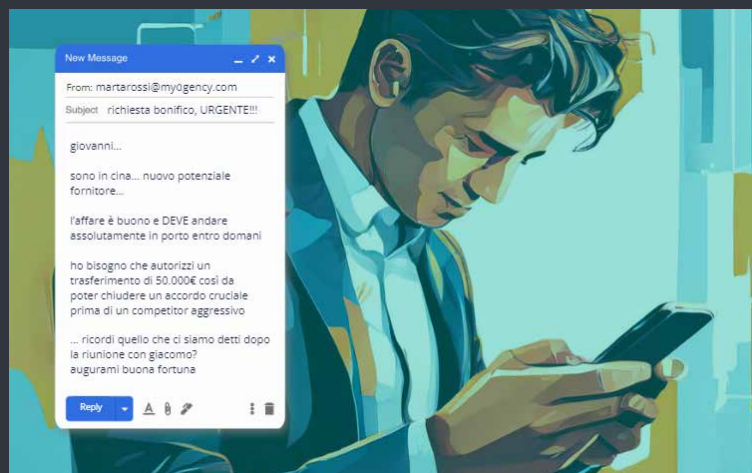 New Message
From: martarossi@my0gency.com
Subject richiesta bonifico, URGENTE!!!
giovanni...
sono in cina... nuovo potenziale
fornitore...
l'affare è buono e DEVE andare
assolutamente in porto entro domani
ho bisogno che autorizzi un
trasferimento di 50.000€ così da
poter chiudere un accordo cruciale
prima di un competitor aggressivo
... ricordi quello che ci siamo detti dopo
la riunione con giacomo?
augurami buona fortuna
Reply